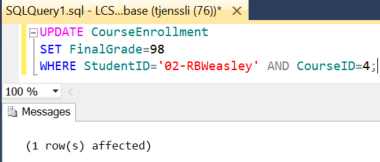 SQLQuery1.sql - LCS...base (tjenssli (76))* ×
UPDATE CourseEnrollment
SET FinalGrade=98
WHERE StudentID='02-RBWeasley' AND CourseID=4;
100 %
Messages
(1 row(s) affected)